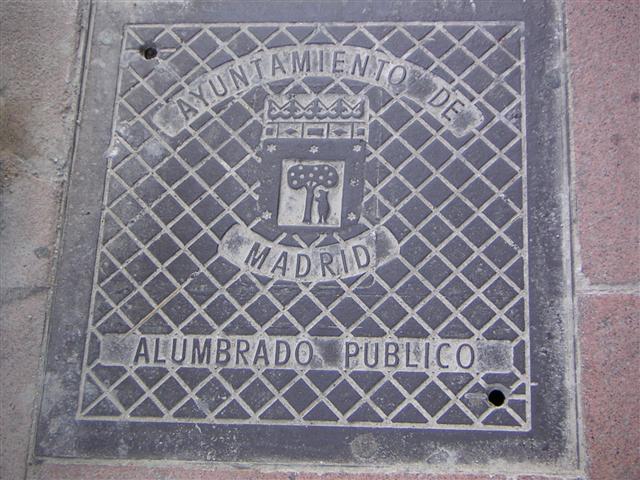 AYUNTAMIENTO DE
MADRID
ALUMBRADO PUBLICO